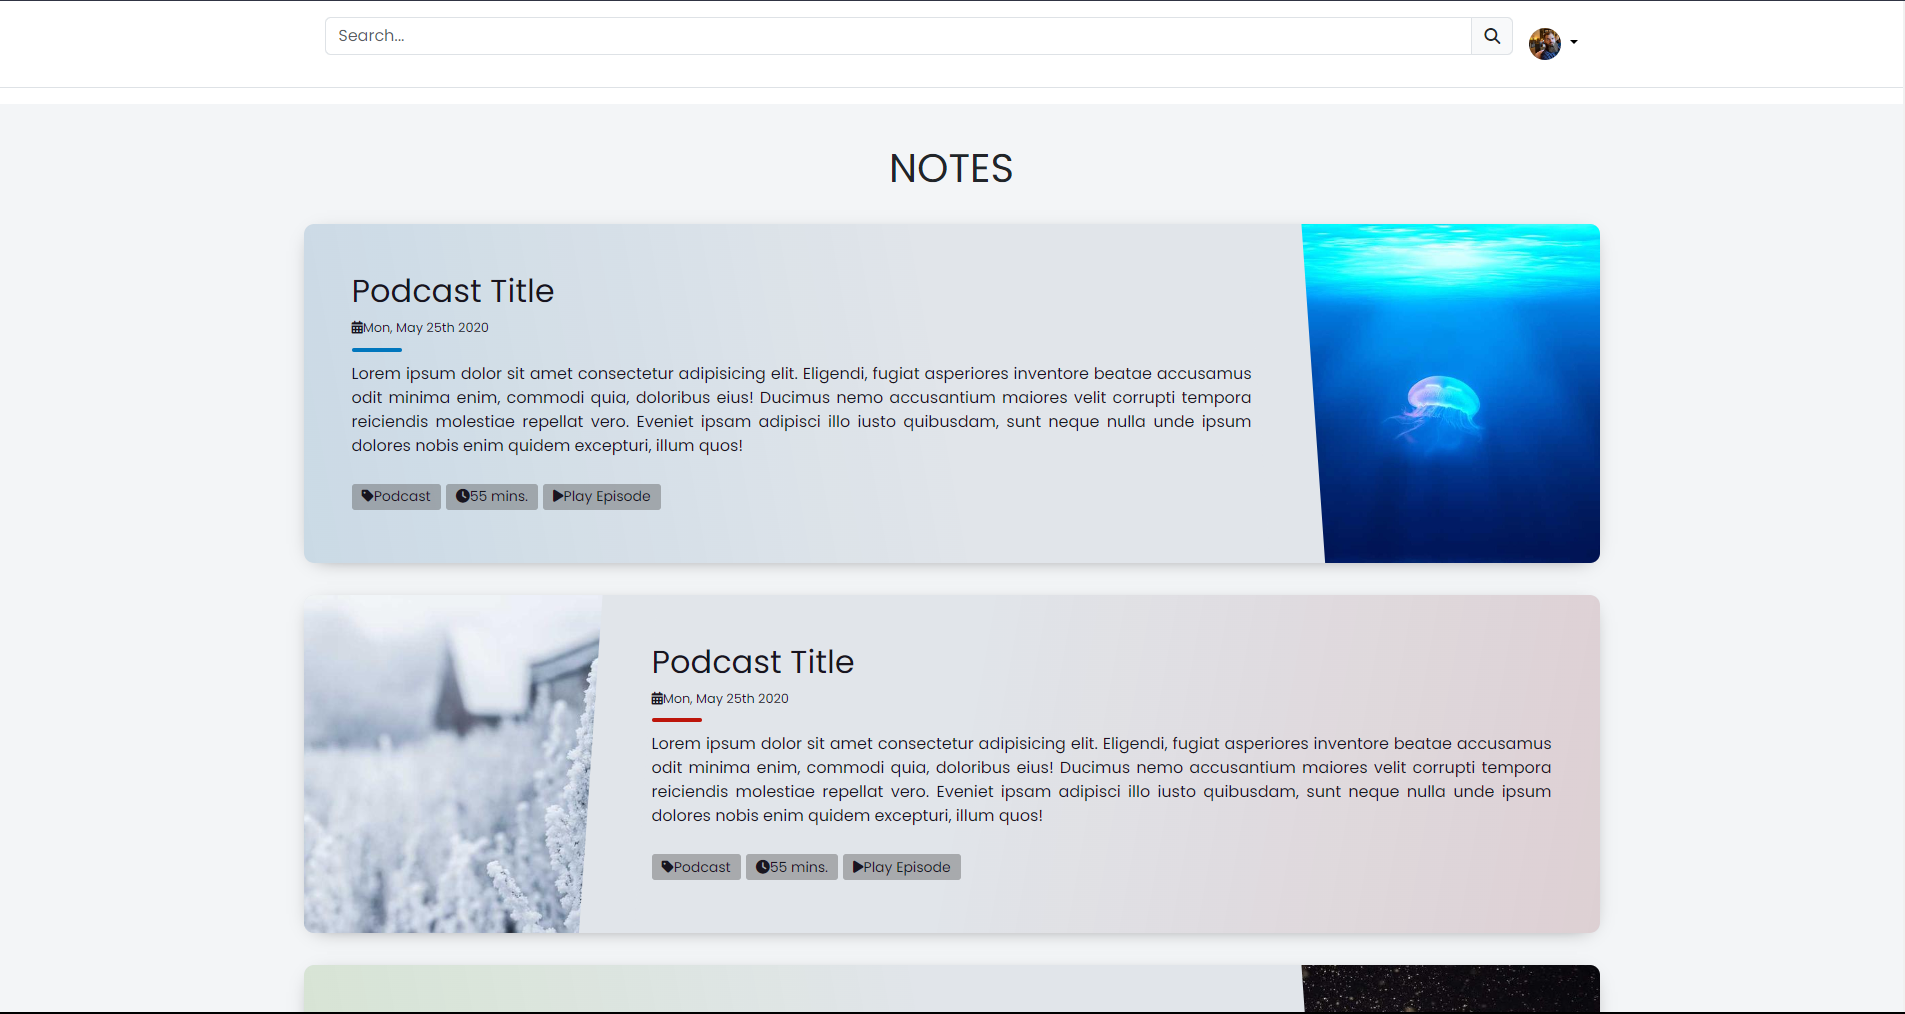 Search...
NOTES
Podcast Title
Mon, May 25th 2020
Lorem ipsum dolor sit amet consectetur adipisicing elit. Eligendi, fugiat asperiores inventore beatae accusamus
odit minima enim, commodi quia, doloribus eius! Ducimus nemo accusantium maiores velit corrupti tempora
reiciendis molestiae repellat vero. Eveniet ipsam adipisci illo iusto quibusdam, sunt neque nulla unde ipsum
dolores nobis enim quidem excepturi, illum quos!
Podcast 55 mins. Play Episode
Podcast Title
Mon, May 25th 2020
Lorem ipsum dolor sit amet consectetur adipisicing elit. Eligendi, fugiat asperiores inventore beatae accusamus
odit minima enim, commodi quia, doloribus eius! Ducimus nemo accusantium maiores velit corrupti tempora
reiciendis molestiae repellat vero. Eveniet ipsam adipisci illo iusto quibusdam, sunt neque nulla unde ipsum
dolores nobis enim quidem excepturi, illum quos!
Podcast 55 mins. Play Episode